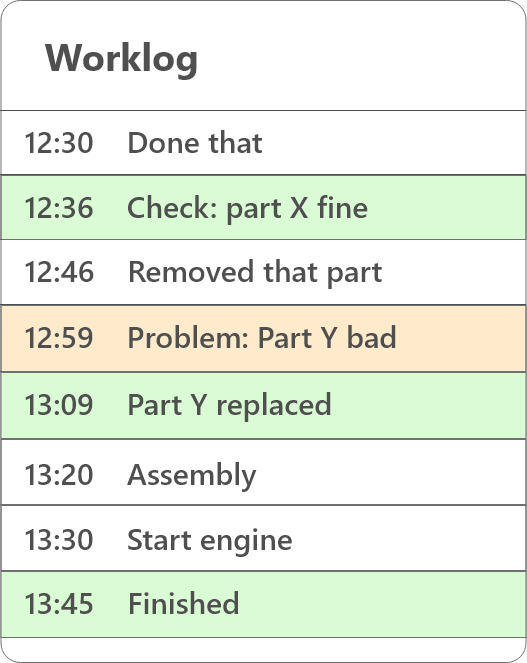 Worklog
12:30 Done that
12:36 Check: part X fine
12:46 Removed that part
12:59 Problem: Part Y bad
13:09 Part Y replaced
13:20 Assembly
13:30 Start engine
13:45 Finished